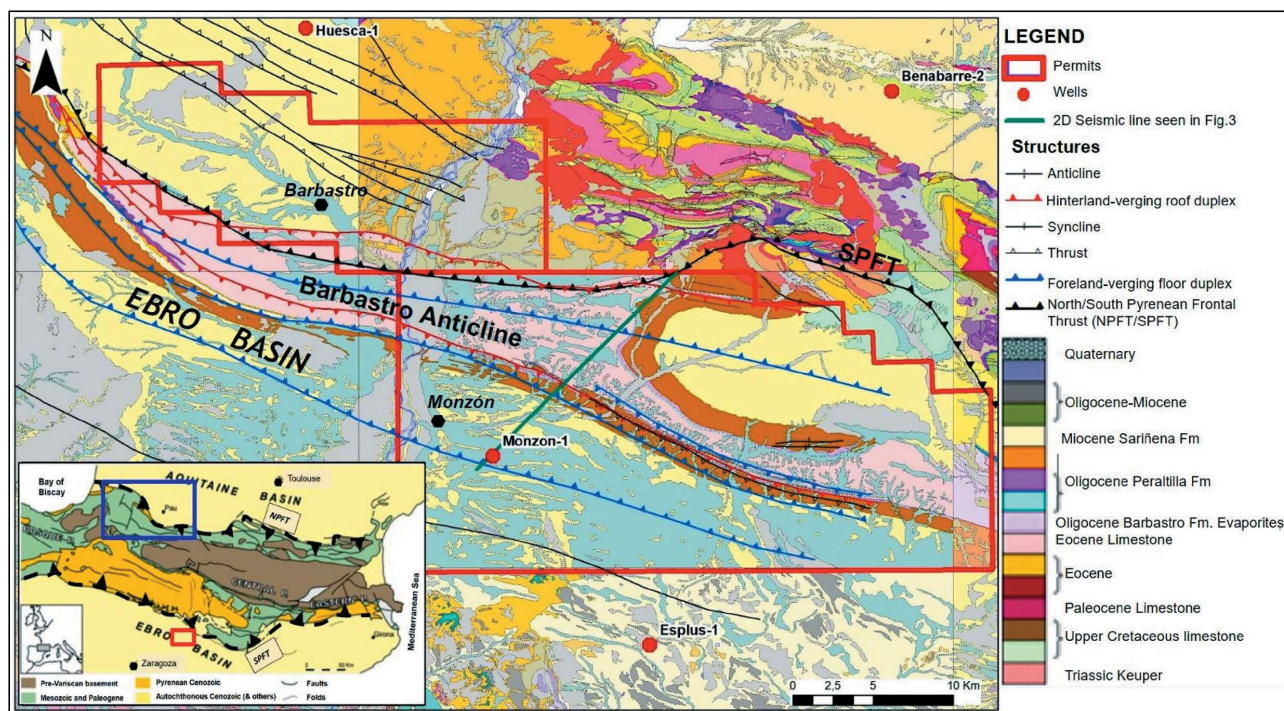 Huesca-1
N
Benabarre-2
Barbastro
SPFT
Barbastro Anticline
EBRO
BASIN
Monzón
Monzon-1
Esplus-1
0 2,5 5 10 Km
Bay of
Biscay
Toulouse
AQUITAINE BASIN
Pau
NPFT
CENTRAL P.
EASTERN P.
Mediterranean Sea
Girona
EBRO BASIN
SPFT
Zaragoza
0 50 Km
Pre-Variscan basement
Pyrenean Cenozoic
Faults
Mesozoic and Paleogene
Autochthonous Cenozoic (& others)
Folds
LEGEND
Permits
Wells
2D Seismic line seen in Fig.3
Structures
Anticline
Hinterland-verging roof duplex
Syncline
Thrust
Foreland-verging floor duplex
North/South Pyrenean Frontal
Thrust (NPFT/SPFT)
Quaternary
Oligocene-Miocene
Miocene Sariñena Fm
Oligocene Peraltilla Fm
Oligocene Barbastro Fm. Evaporites
Eocene Limestone
Eocene
Paleocene Limestone
Upper Cretaceous limestone
Triassic Keuper